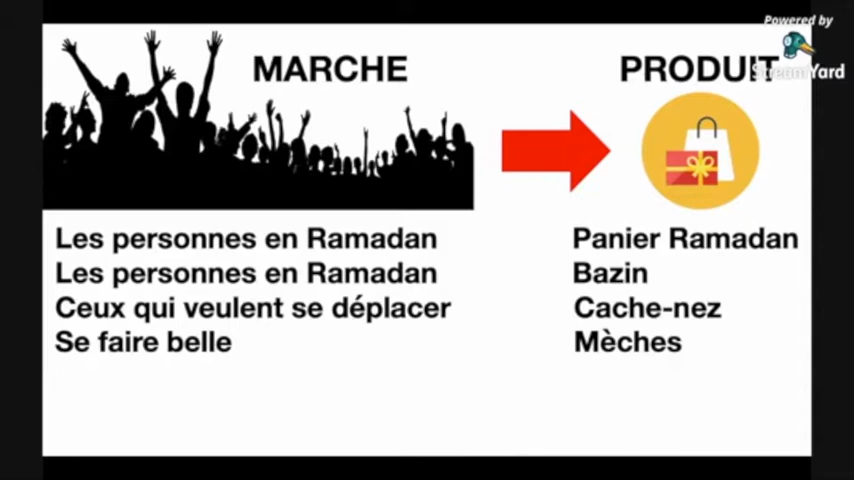 Powered by
StreamYard
MARCHE
PRODUIT
Les personnes en Ramadan
Panier Ramadan
Les personnes en Ramadan
Bazin
Ceux qui veulent se déplacer
Cache-nez
Se faire belle
Mèches